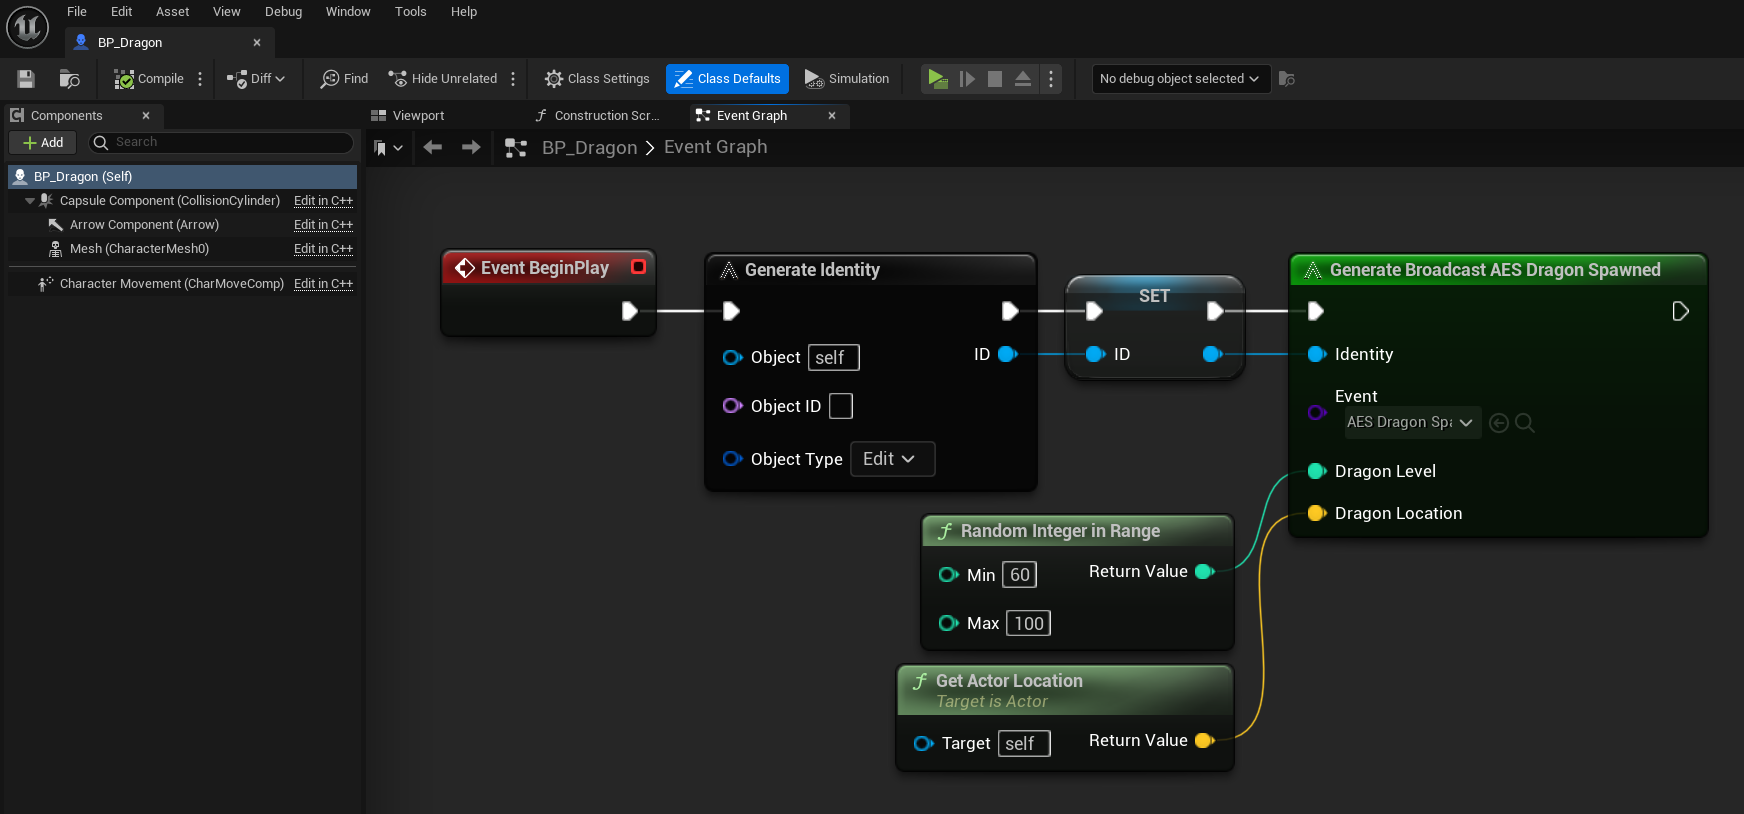 File Edit Asset View Debug Window Tools Help
BP_Dragon
Compile Diff Find Hide Unrelated Class Settings Class Defaults Simulation No debug object selected
Components
Viewport Construction Scr... Event Graph
Add Search
BP_Dragon Event Graph
BP_Dragon (Self)
Capsule Component (CollisionCylinder) Edit in C++
Arrow Component (Arrow) Edit in C++
Mesh (CharacterMesh0) Edit in C++
Character Movement (CharMoveComp) Edit in C++
Event BeginPlay
Generate Identity
Object self
Object ID
Object Type Edit
ID
SET
ID
Generate Broadcast AES Dragon Spawned
Identity
Event
AES Dragon Spa
Dragon Level
Dragon Location
Random Integer in Range
Min 60 Return Value
Max 100
Get Actor Location
Target is Actor
Target self Return Value